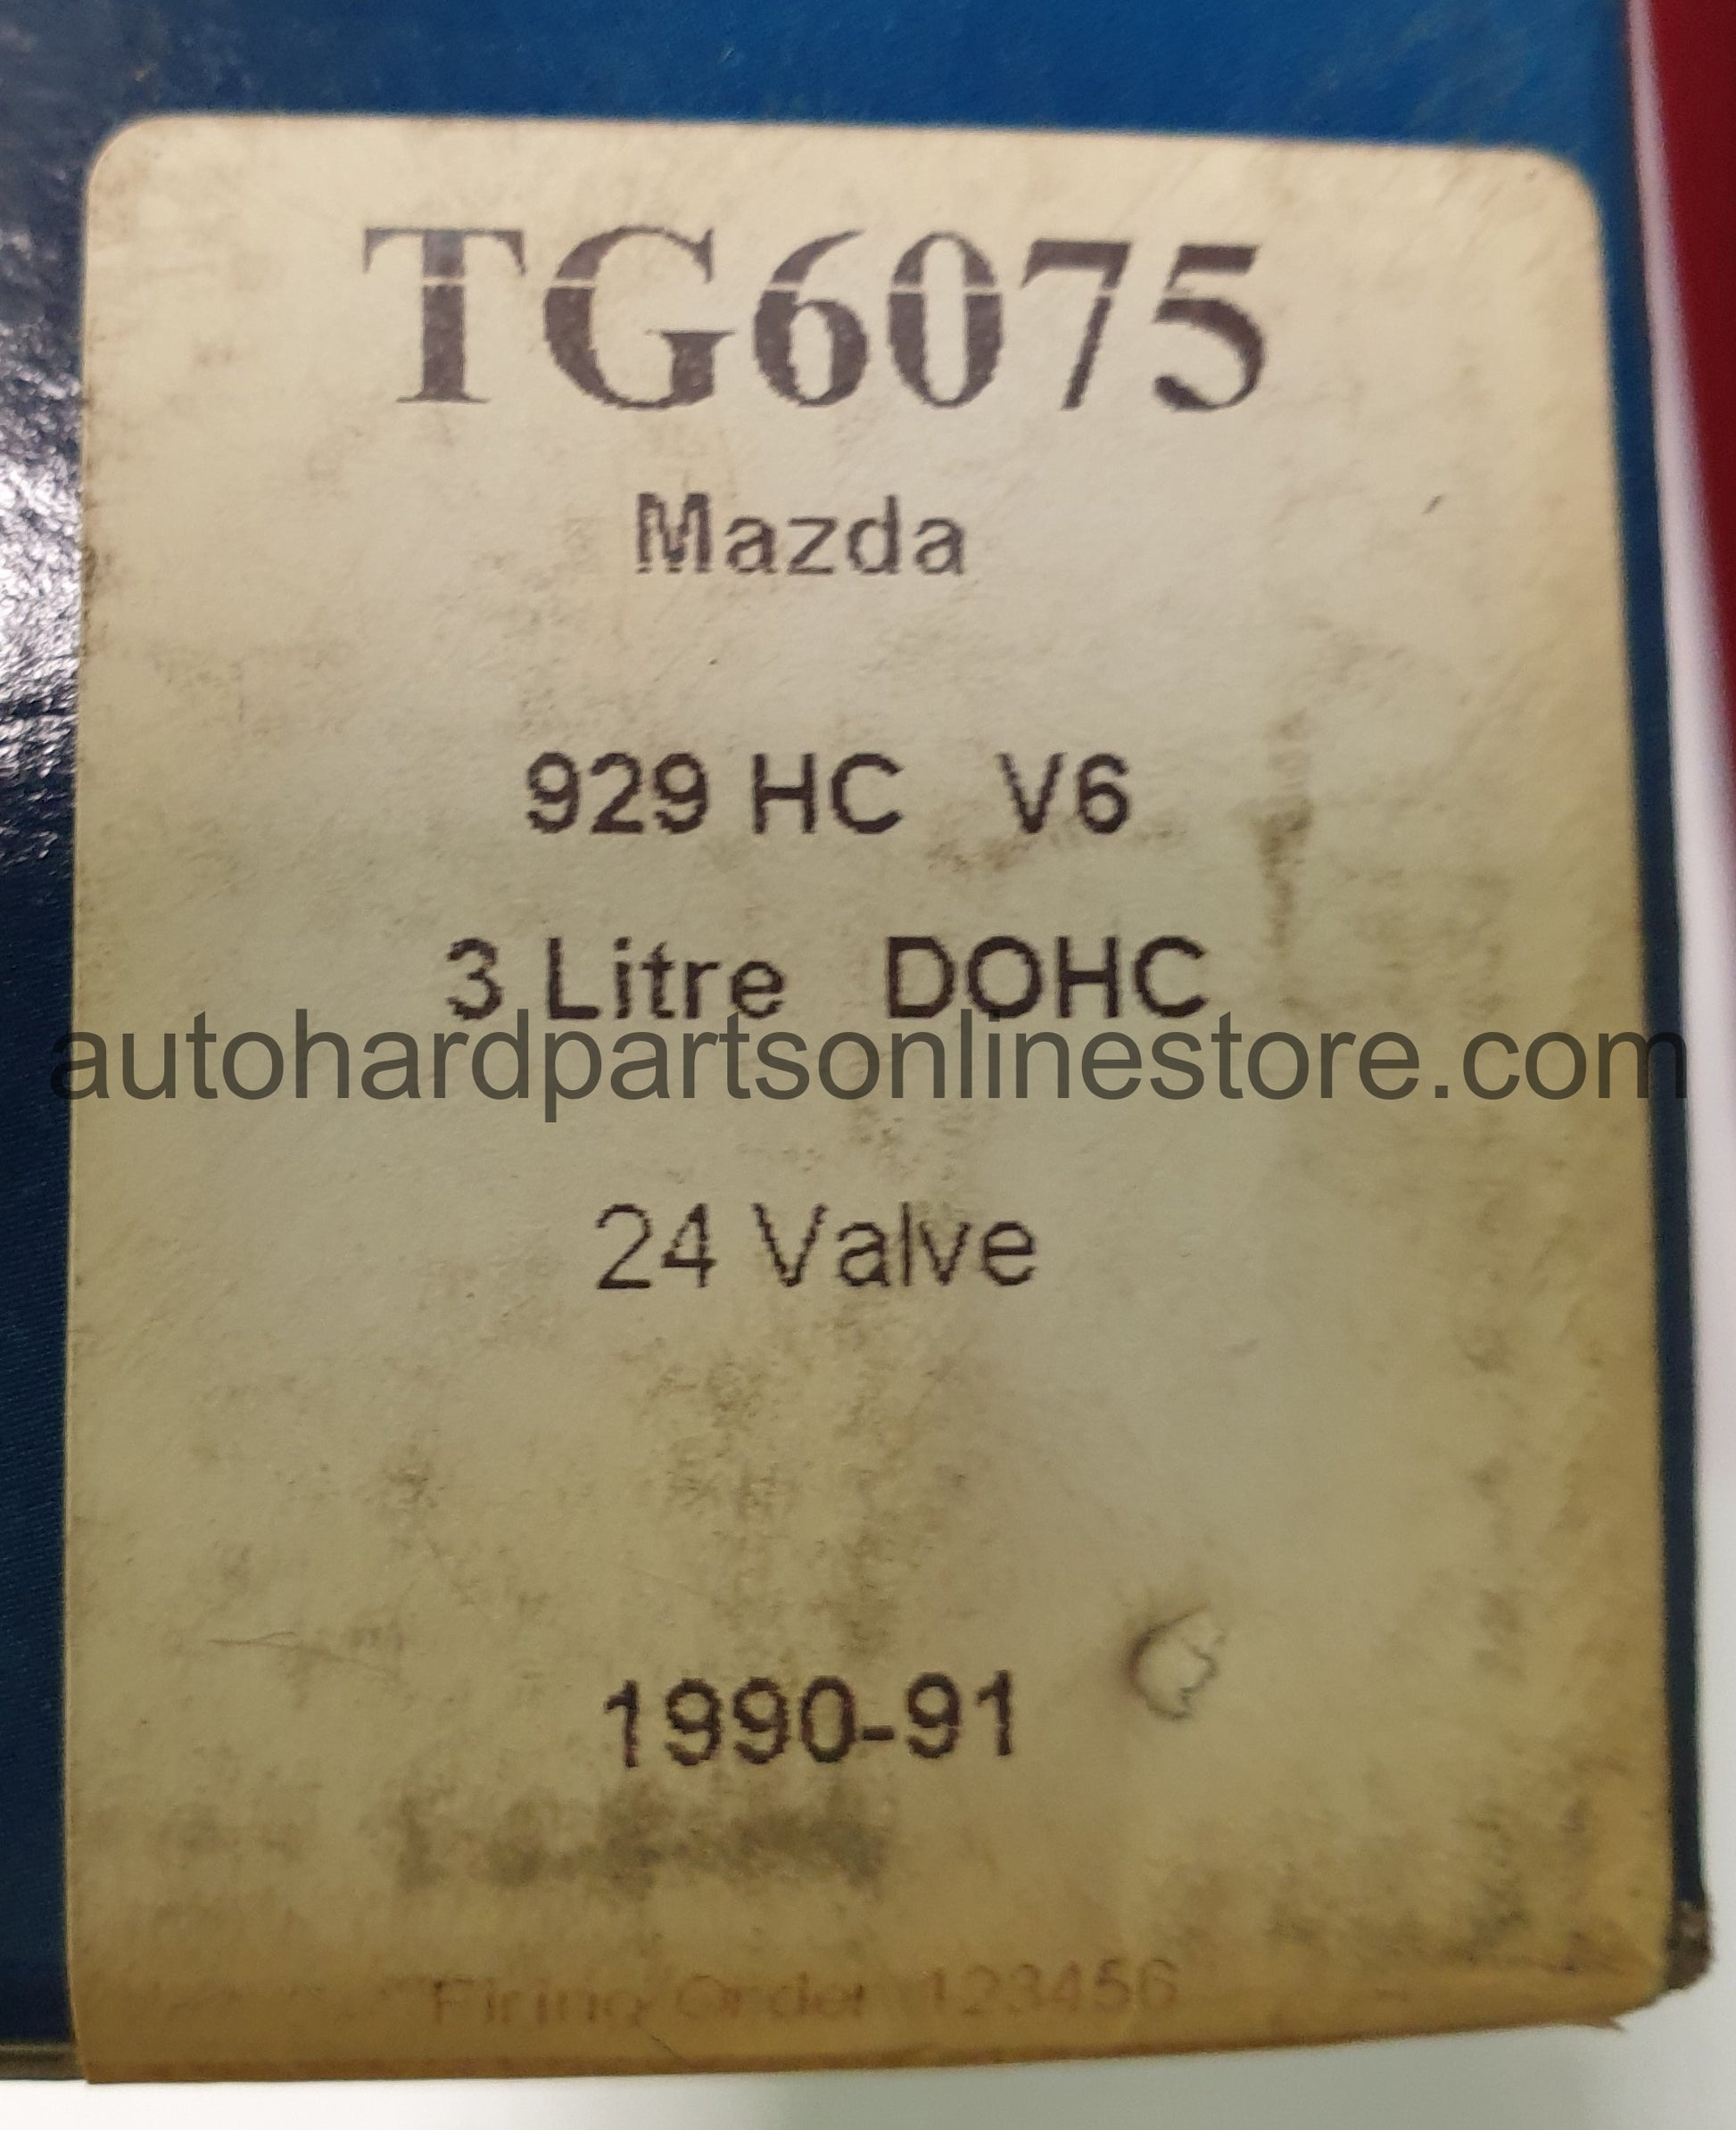 TG6075
Mazda
929 HC V6
3 Litre DOHC
autohardpartsonlinestore.com
24 Valve
1990-91
Firing Order 123456